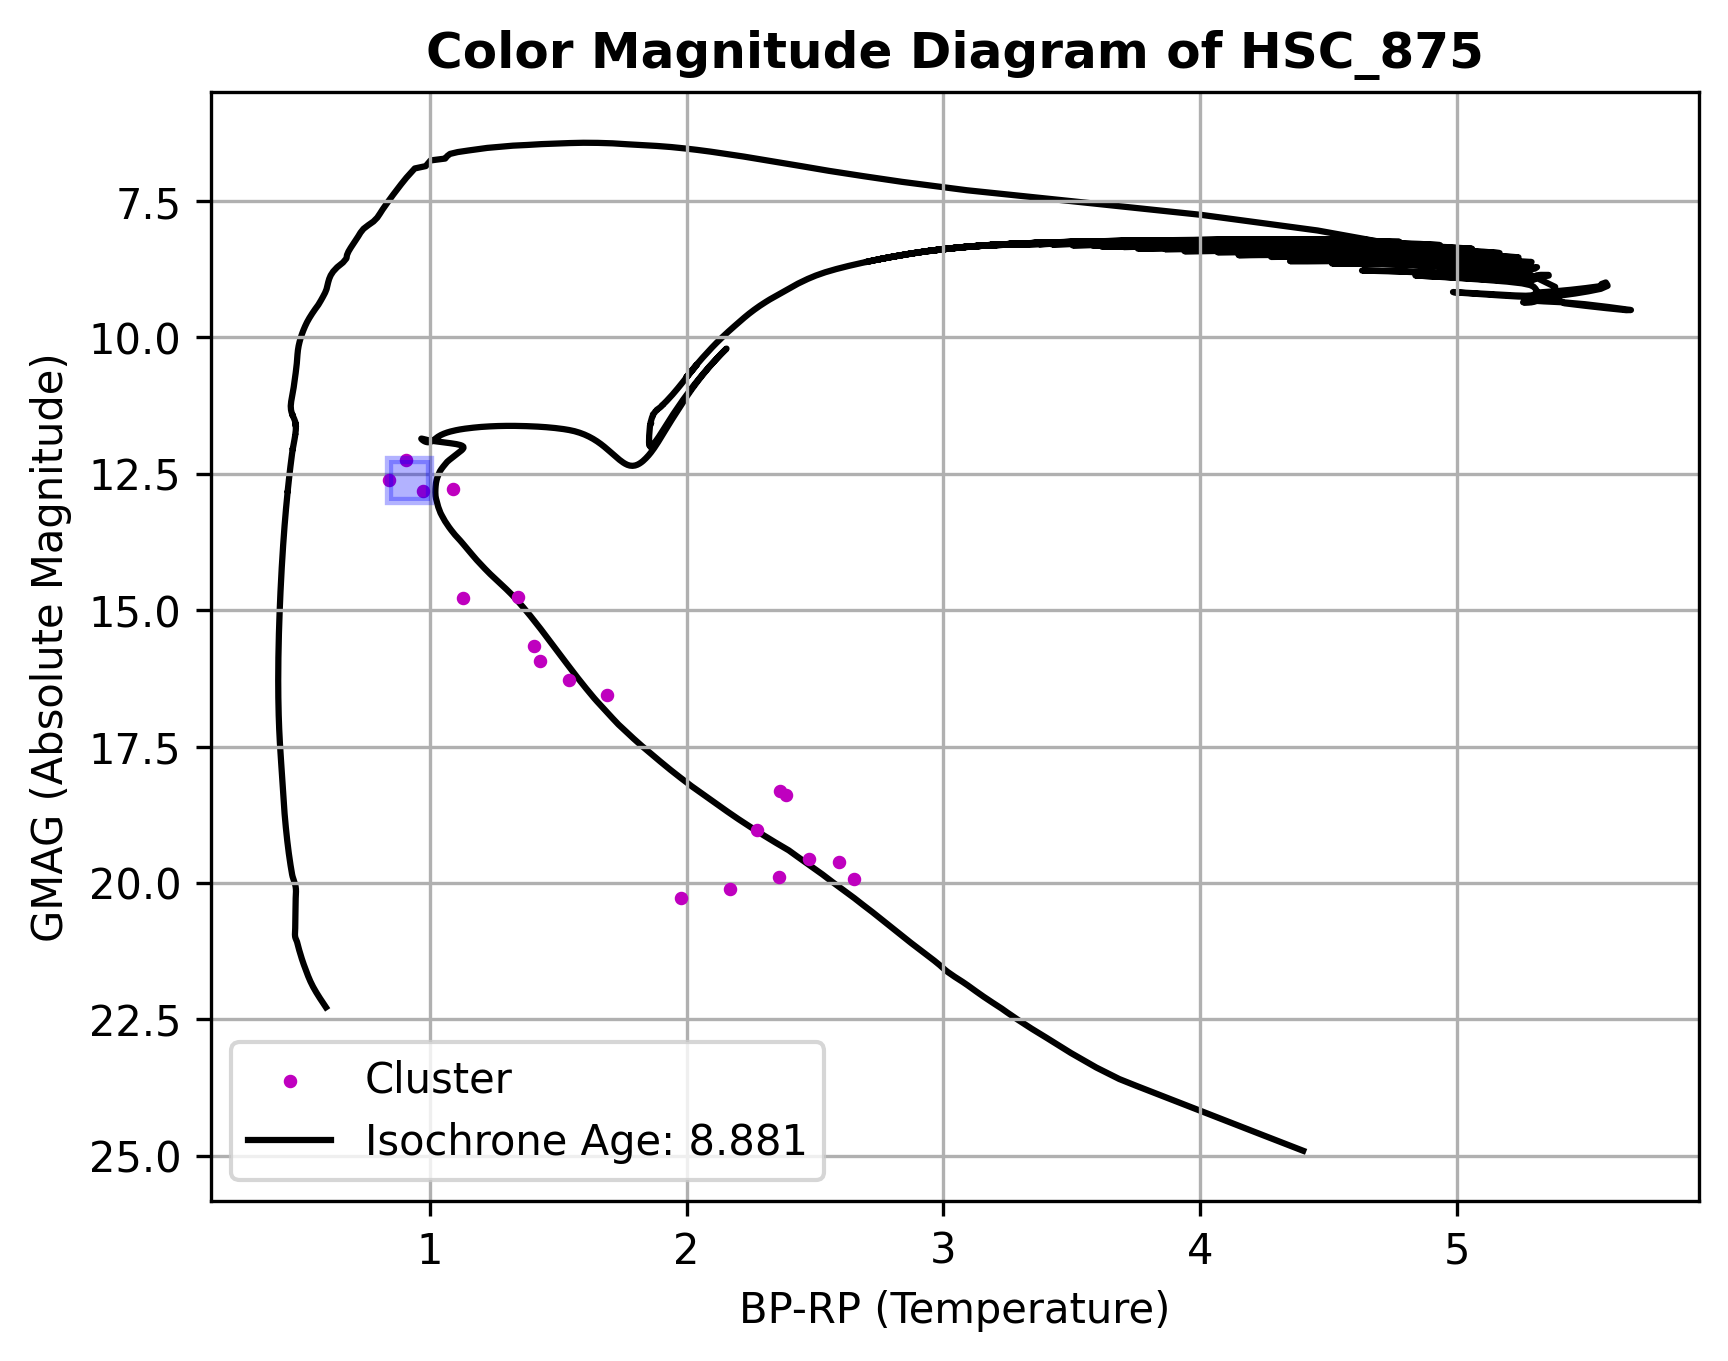 Color Magnitude Diagram of HSC_875
GMAG (Absolute Magnitude)
7.5
10.0
12.5
15.0
17.5
20.0
22.5
25.0
Cluster
Isochrone Age: 8.881
1 2 3 4 5
BP-RP (Temperature)